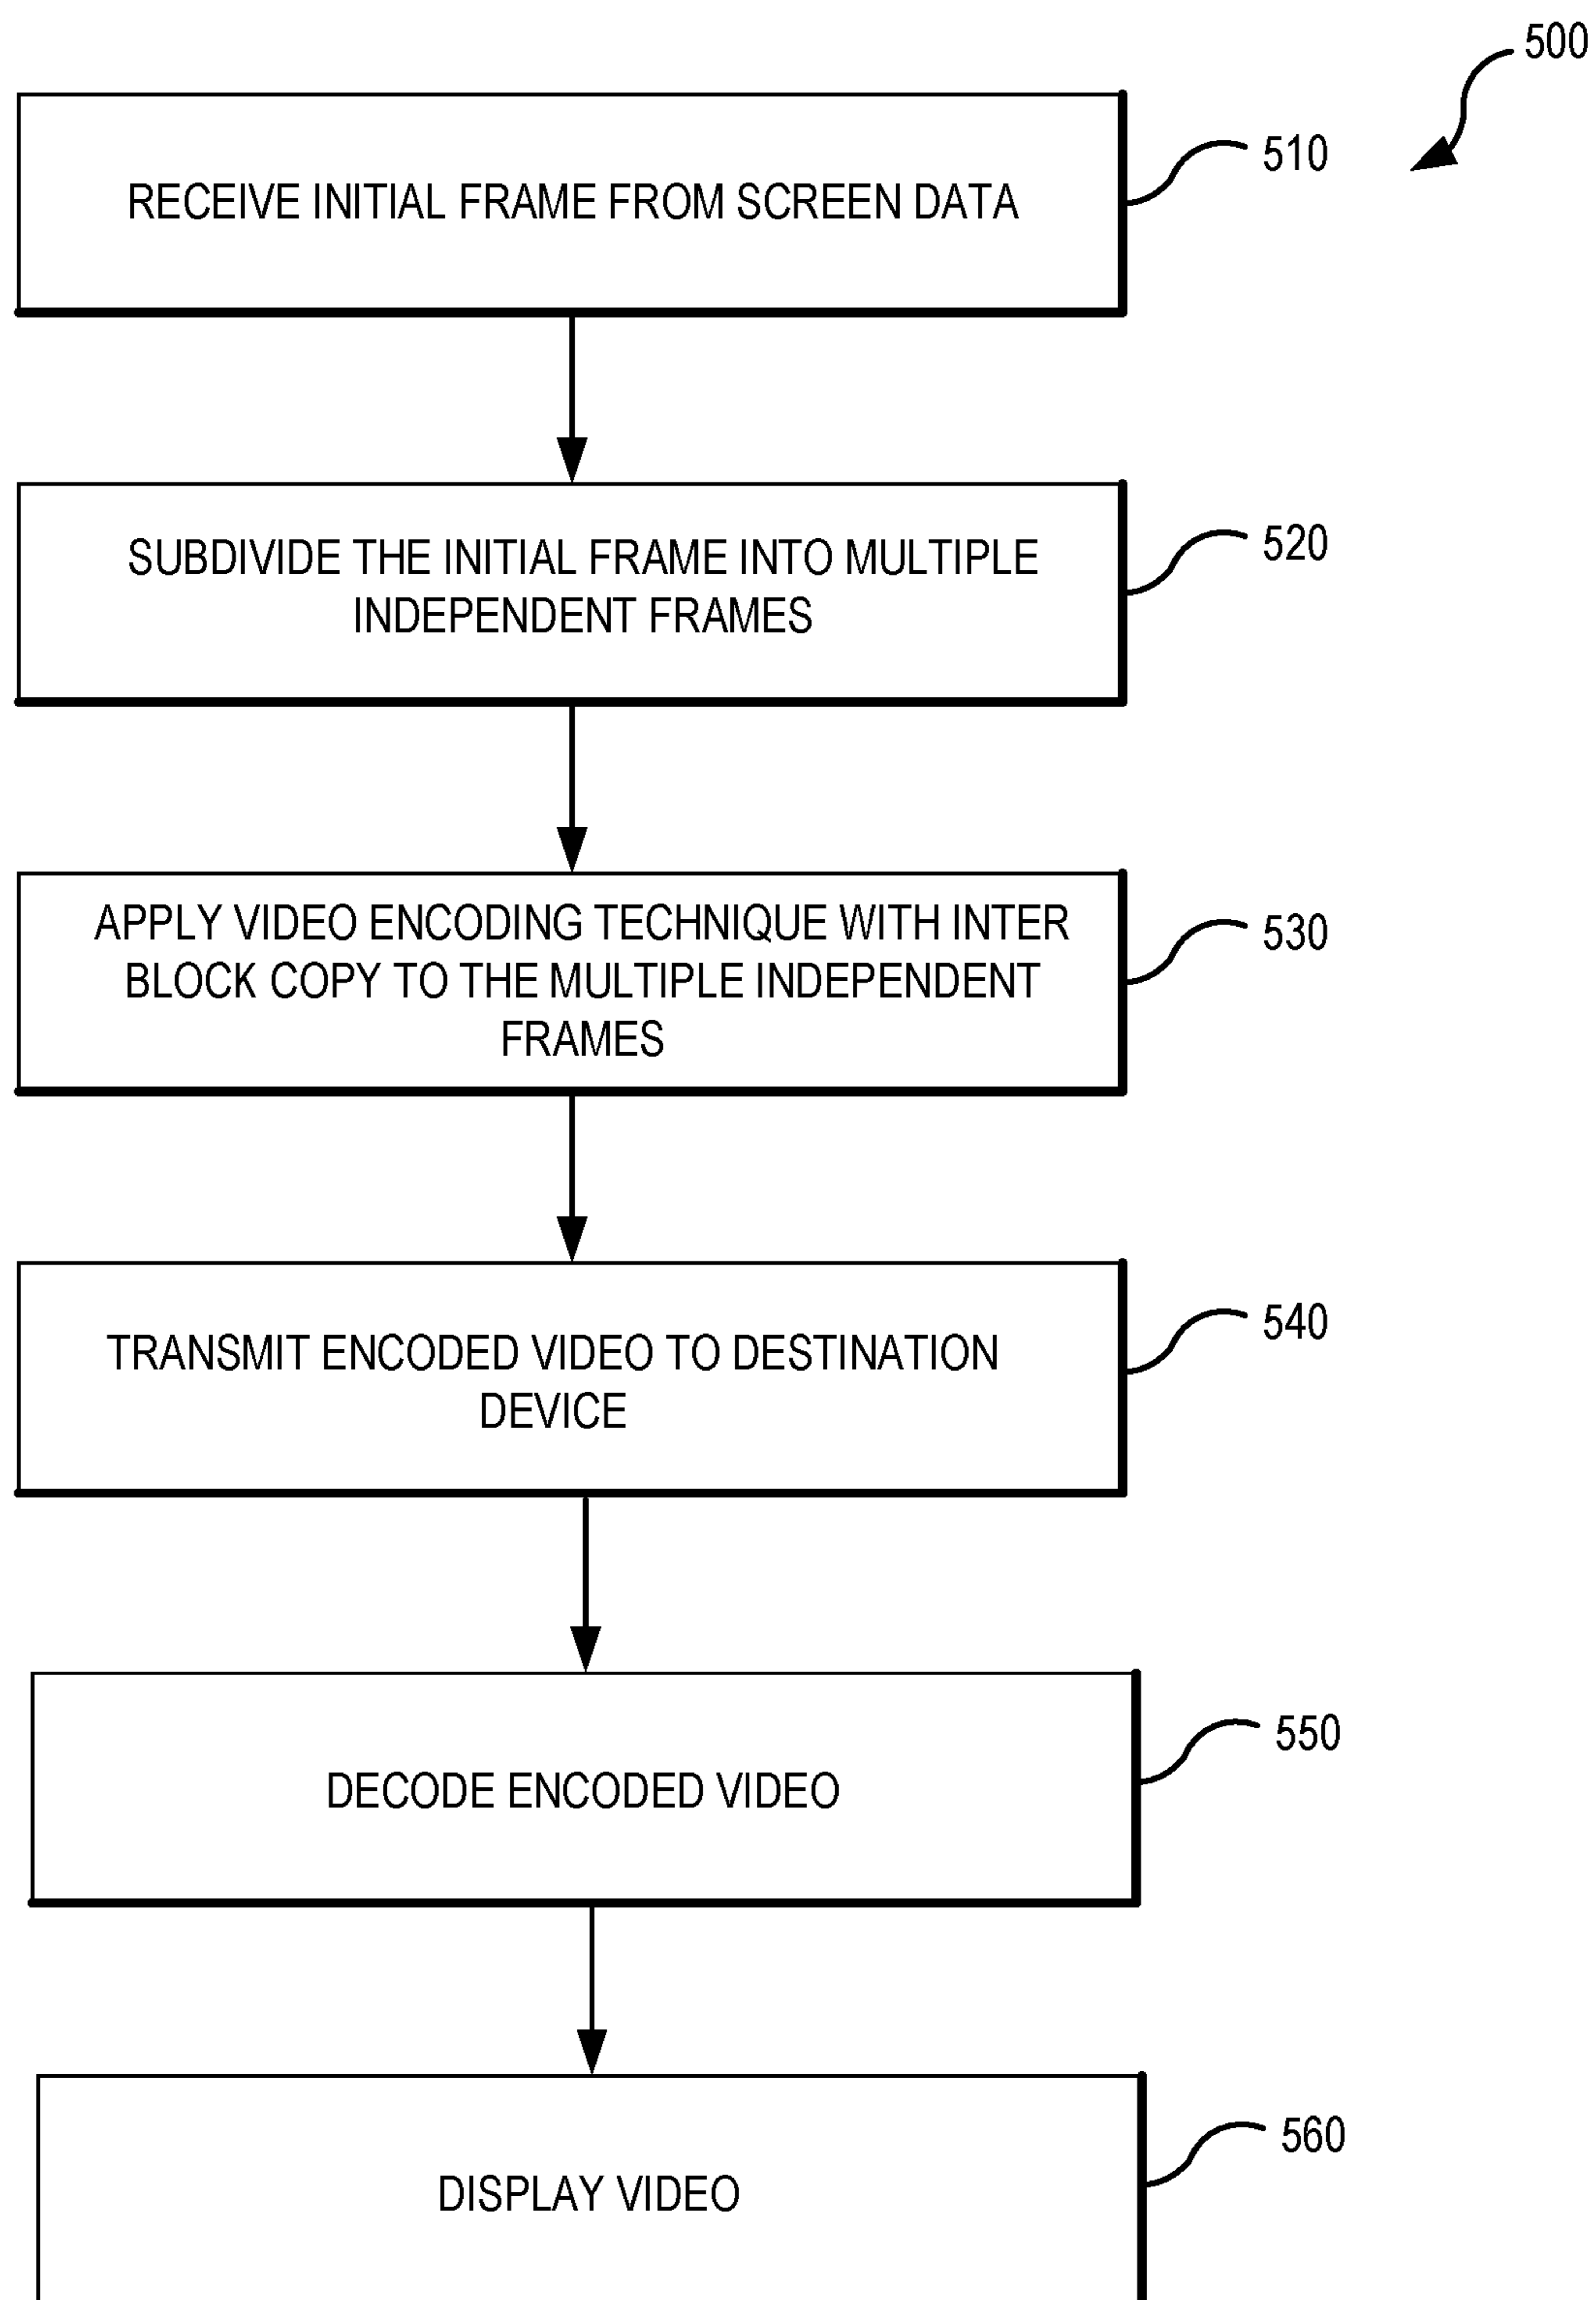 500
RECEIVE INITIAL FRAME FROM SCREEN DATA
510
SUBDIVIDE THE INITIAL FRAME INTO MULTIPLE
INDEPENDENT FRAMES
520
APPLY VIDEO ENCODING TECHNIQUE WITH INTER
BLOCK COPY TO THE MULTIPLE INDEPENDENT
FRAMES
530
TRANSMIT ENCODED VIDEO TO DESTINATION
DEVICE
540
DECODE ENCODED VIDEO
550
DISPLAY VIDEO
560